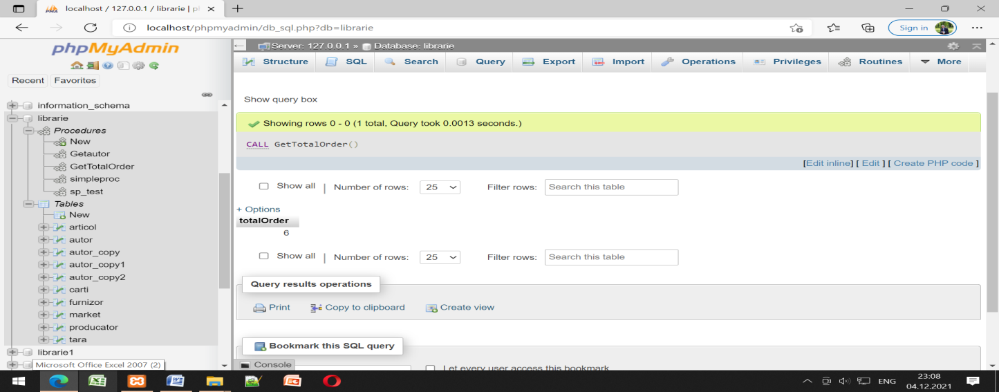 localhost / 127.0.0.1 / librarie | p
localhost/phpmyadmin/db_sql.php?db=librarie
Sign in
phpMyAdmin
Recent
Favorites
information_schema
librarie
Procedures
New
Getautor
GetTotalOrder
simpleproc
sp_test
Tables
New
articol
autor
autor_copy
autor_copy1
autor_copy2
carti
furnizor
market
producator
tara
librarie1
Microsoft Office Excel 2007 (2)
Server: 127.0.0.1 » Database: librarie
Structure SQL Search Query Export Import Operations Privileges Routines More
Show query box
Showing rows 0 - 0 (1 total, Query took 0.0013 seconds.)
CALL GetTotalOrder()
[Edit inline] [ Edit ] [ Create PHP code ]
Show all | Number of rows: 25 Filter rows: Search this table
+ Options
totalOrder
6
Show all | Number of rows: 25 Filter rows: Search this table
Query results operations
Print Copy to clipboard Create view
Bookmark this SQL query
Console
Let every user access this bookmark
ENG
23:08
04.12.2021